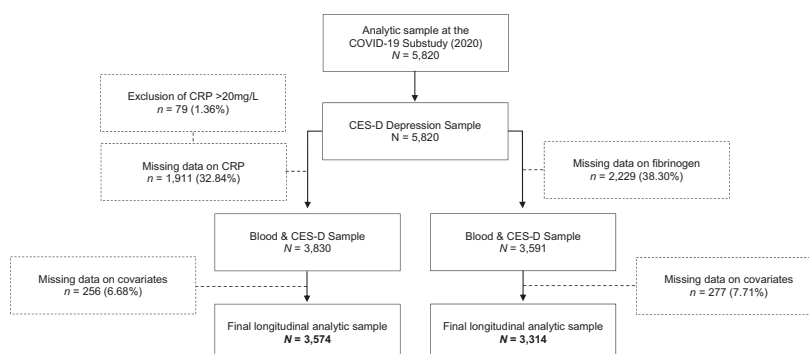 Analytic sample at the
COVID-19 Substudy (2020)
N = 5,820
Exclusion of CRP >20mg/L
n = 79 (1.36%)
CES-D Depression Sample
N = 5,820
Missing data on CRP
n = 1,911 (32.84%)
Missing data on fibrinogen
n = 2,229 (38.30%)
Blood & CES-D Sample
N = 3,830
Blood & CES-D Sample
N = 3,591
Missing data on covariates
n = 256 (6.68%)
Missing data on covariates
n = 277 (7.71%)
Final longitudinal analytic sample
N = 3,574
Final longitudinal analytic sample
N = 3,314